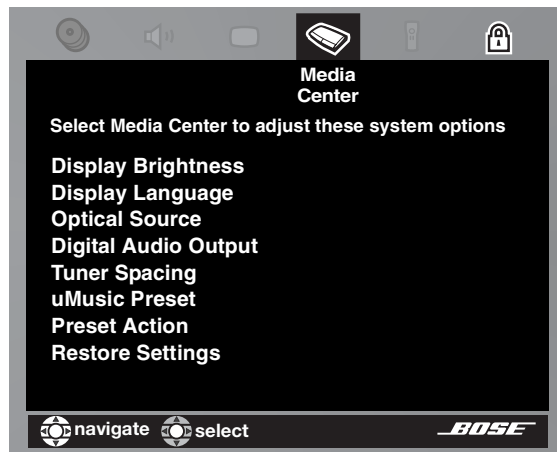 Media
Center
Select Media Center to adjust these system options
Display Brightness
Display Language
Optical Source
Digital Audio Output
Tuner Spacing
uMusic Preset
Preset Action
Restore Settings
navigate select BOSE